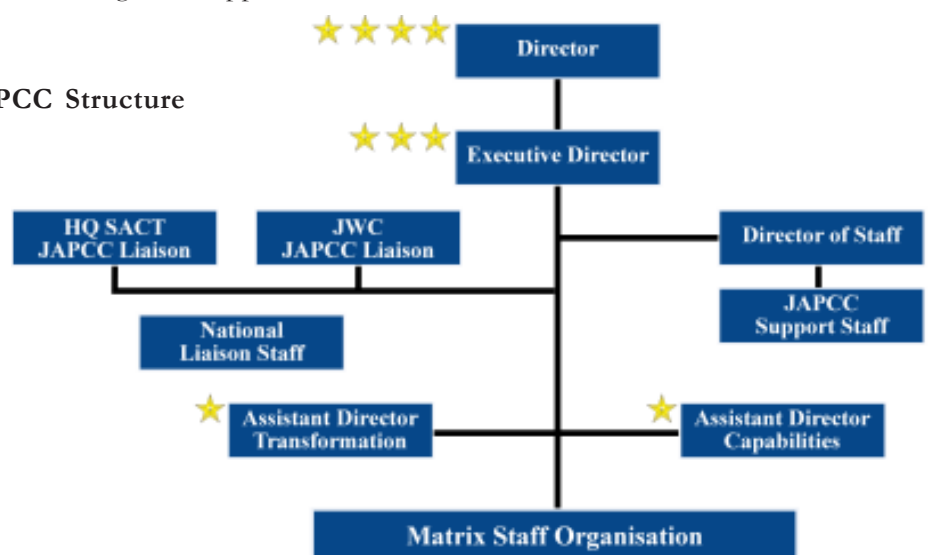 Director
PCC Structure
Executive Director
HQ SACT
JAPCC Liaison
JWC
JAPCC Liaison
Director of Staff
JAPCC
Support Staff
National
Liaison Staff
Assistant Director
Transformation
Assistant Director
Capabilities
Matrix Staff Organisation